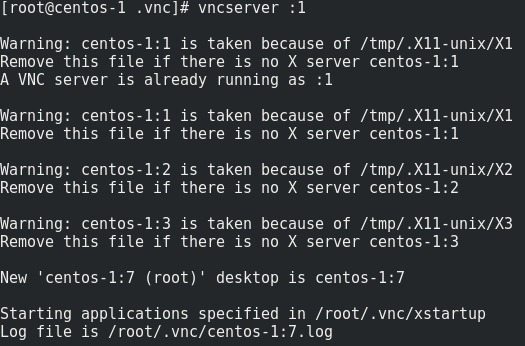 [root@centos-1 .vnc]# vncserver :1
Warning: centos-1:1 is taken because of /tmp/.X11-unix/X1
Remove this file if there is no X server centos-1:1
A VNC server is already running as :1
Warning: centos-1:1 is taken because of /tmp/.X11-unix/X1
Remove this file if there is no X server centos-1:1
Warning: centos-1:2 is taken because of /tmp/.X11-unix/X2
Remove this file if there is no X server centos-1:2
Warning: centos-1:3 is taken because of /tmp/.X11-unix/X3
Remove this file if there is no X server centos-1:3
New 'centos-1:7 (root)' desktop is centos-1:7
Starting applications specified in /root/.vnc/xstartup
Log file is /root/.vnc/centos-1:7.log